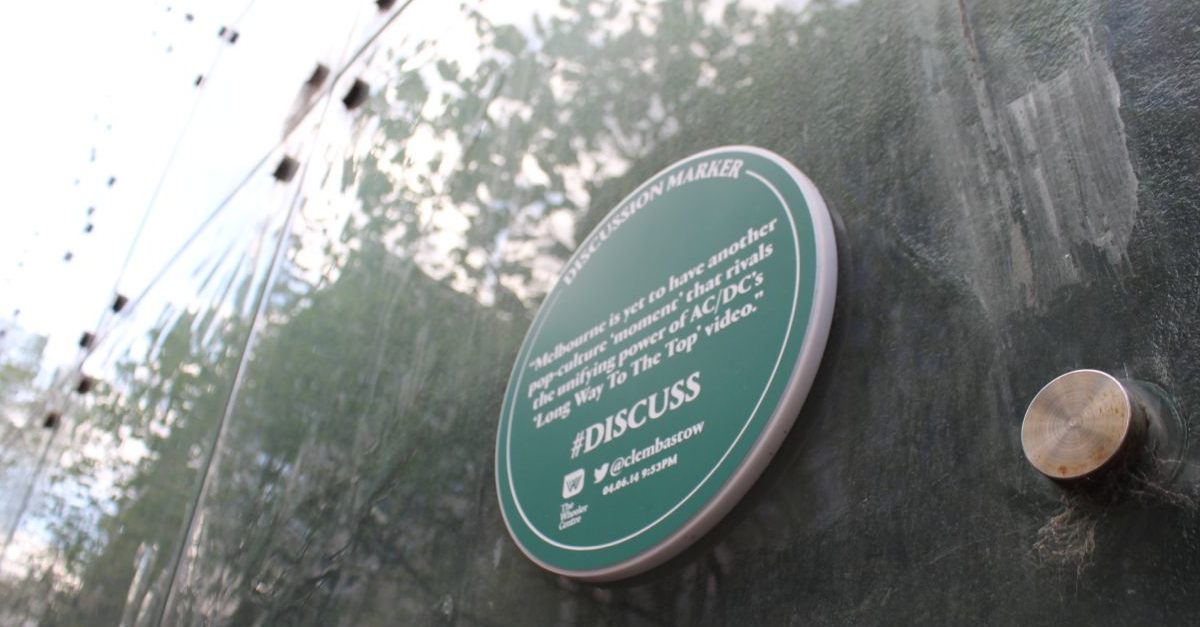 DISCUSSION MARKER
"Melbourne is yet to have another
pop-culture 'moment' that rivals
the unifying power of AC/DC's
'Long Way To The Top' video."
#DISCUSS
@clembastow
04.06.14 9:53PM
The
Wheeler
Centre